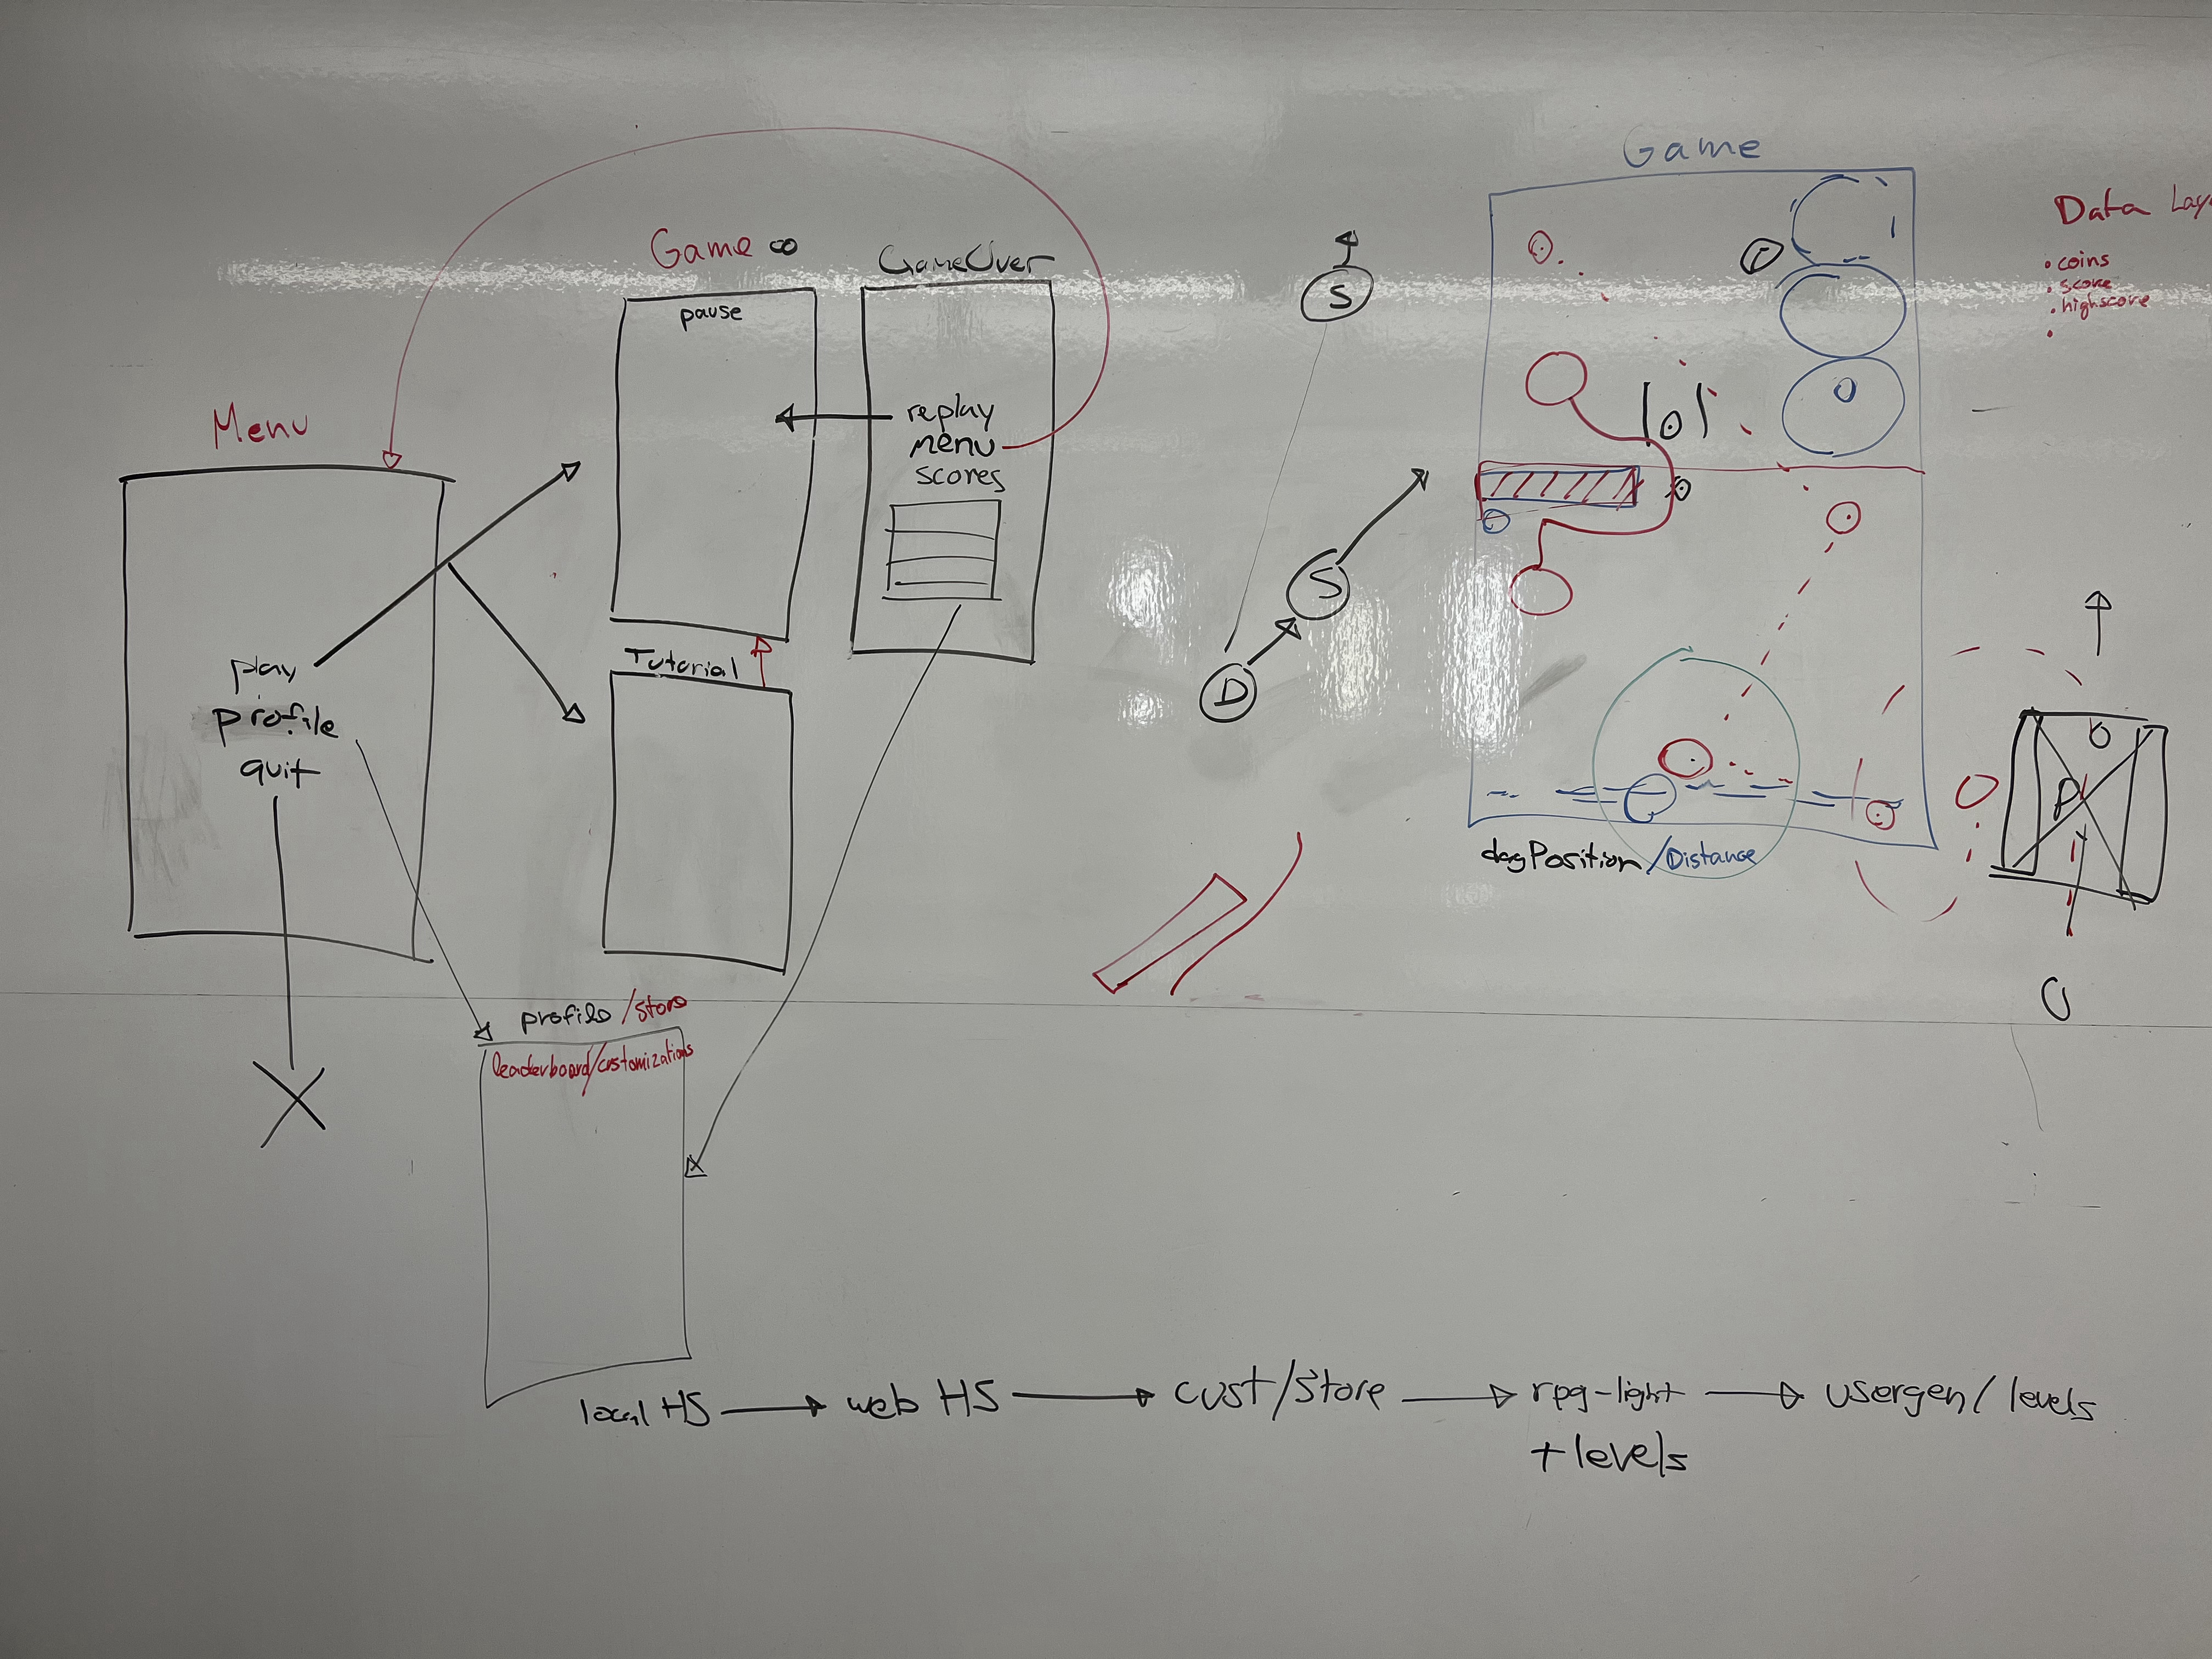 Menu
play
profile
quit
Game ∞
pause
GameOver
replay
menu
scores
Tutorial
profile/store
leaderboard/customizations
S
S
D
Game
dogPosition/Distance
P
Data
• coins
• score
• highscore
•
local HS → web HS → cust/store → rpg-light → usergen/levels
+levels